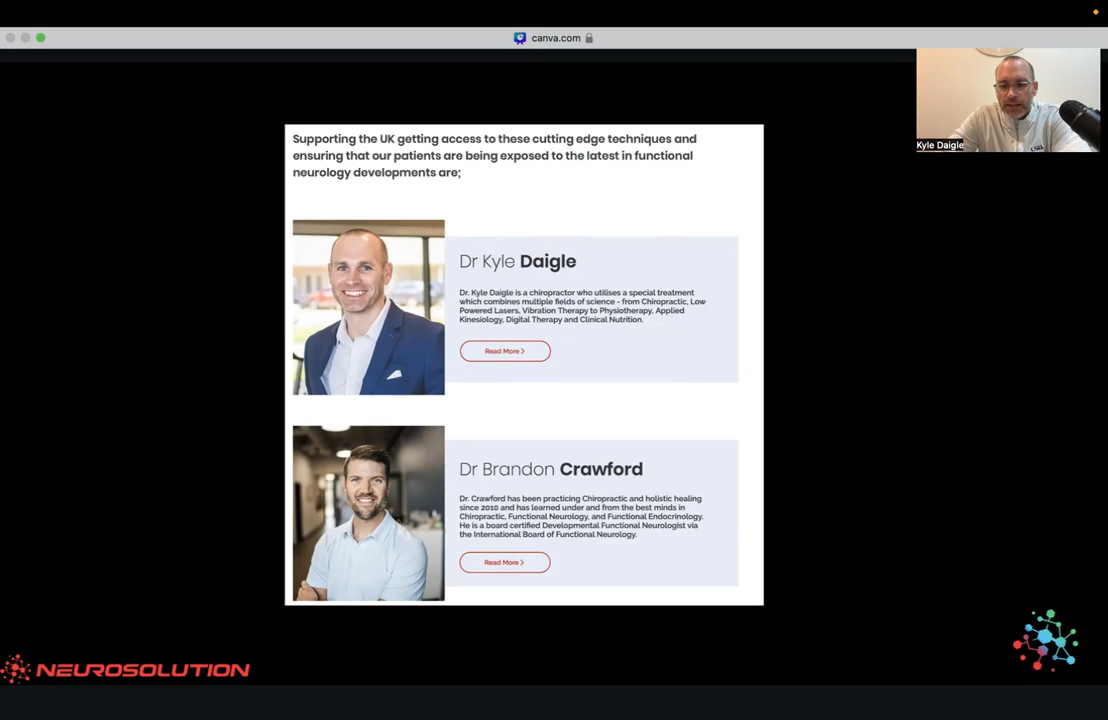 canva.com
Kyle Daigle
Supporting the UK getting access to these cutting edge techniques and
ensuring that our patients are being exposed to the latest in functional
neurology developments are;
Dr Kyle Daigle
Dr. Kyle Daigle is a chiropractor who utilises a special treatment
which combines multiple fields of science - from Chiropractic, Low
Powered Lasers, Vibration Therapy to Physiotherapy, Applied
Kinesiology, Digital Therapy and Clinical Nutrition.
Read More >
Dr Brandon Crawford
Dr. Crawford has been practicing Chiropractic and holistic healing
since 2010 and has learned under and from the best minds in
Chiropractic, Functional Neurology, and Functional Endocrinology.
He is a board certified Developmental Functional Neurologist via
the International Board of Functional Neurology.
Read More >
NEUROSOLUTION